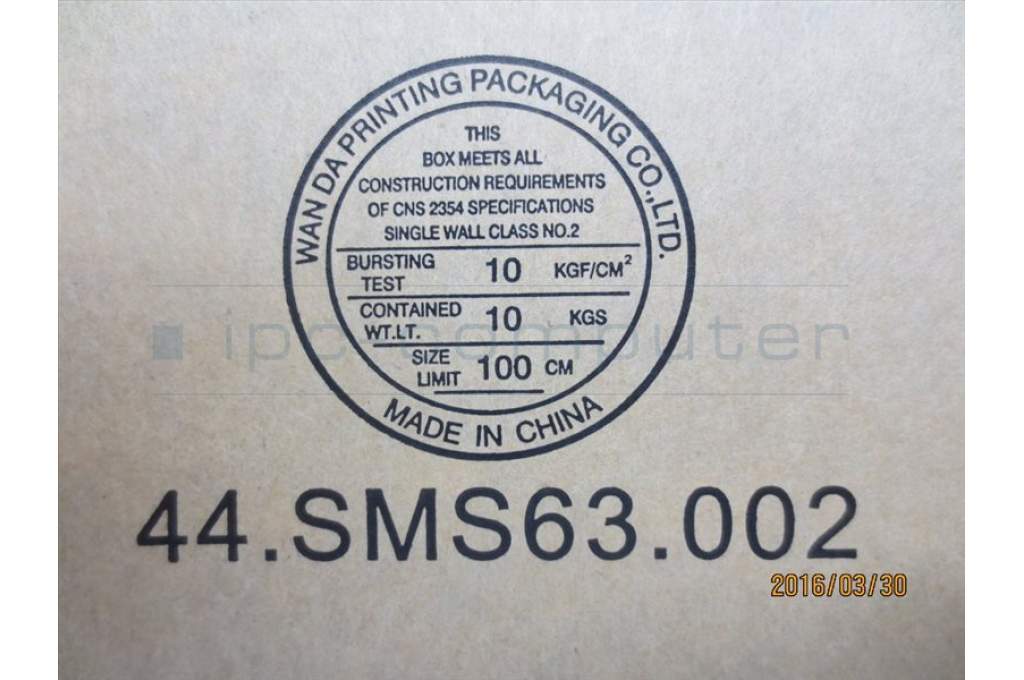 WAN DA PRINTING PACKAGING CO.,LTD.
THIS
BOX MEETS ALL
CONSTRUCTION REQUIREMENTS
OF CNS 2354 SPECIFICATIONS
SINGLE WALL CLASS NO.2
BURSTING TEST 10 KGF/CM²
CONTAINED WT.LT. 10 KGS
SIZE LIMIT 100 CM
MADE IN CHINA
ipc-computer
44.SMS63.002
2016/03/30